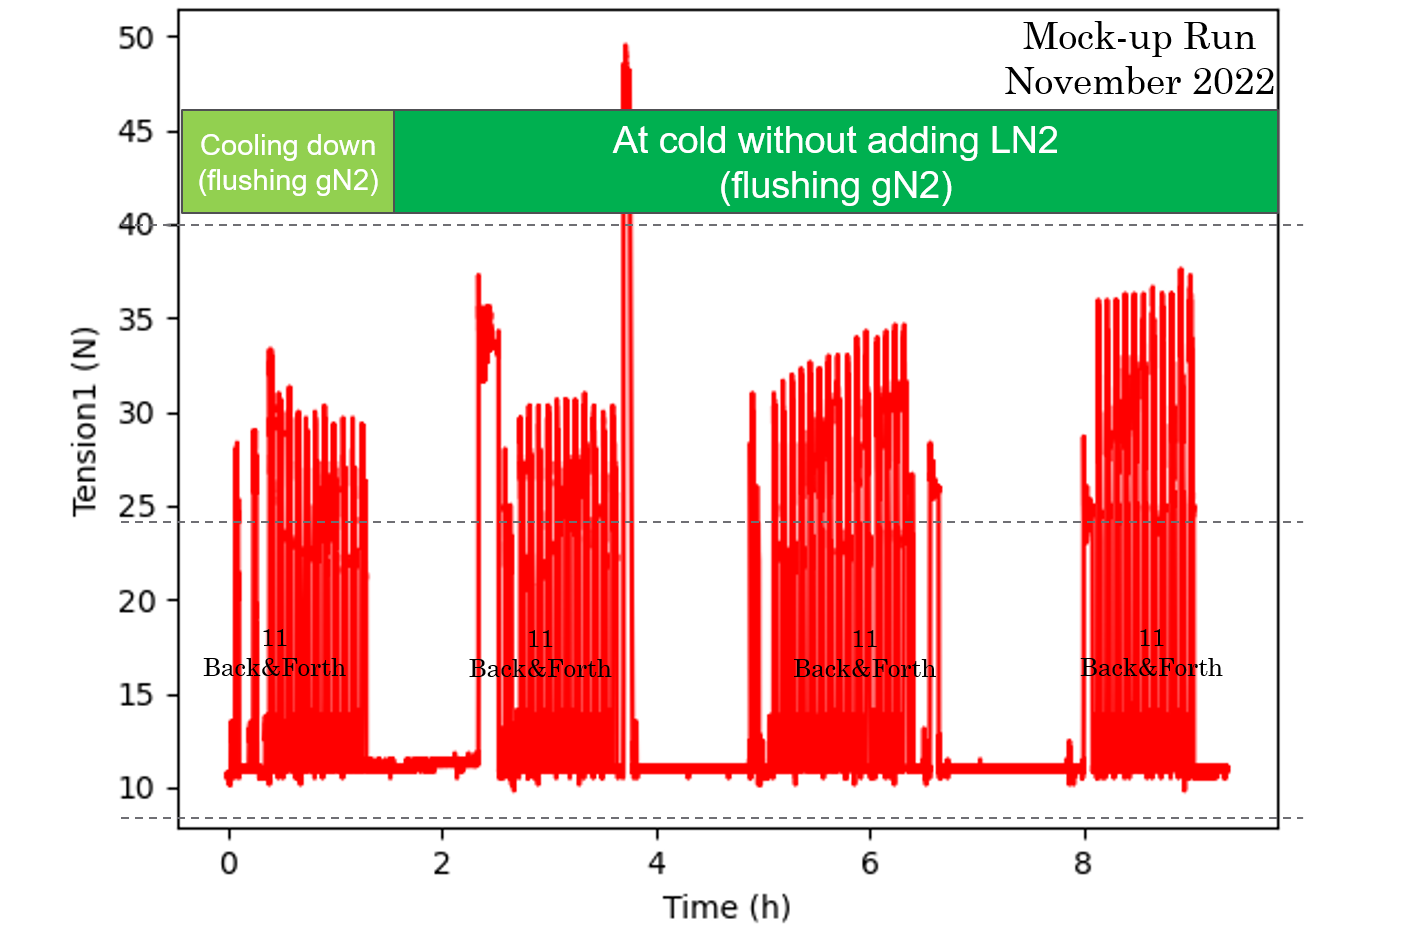 Mock-up Run
November 2022
50
45
40
35
30
25
20
15
10
Cooling down
(flushing gN2)
At cold without adding LN2
(flushing gN2)
Tension1 (N)
11
Back&Forth
11
Back&Forth
11
Back&Forth
11
Back&Forth
0
2
4
6
8
Time (h)